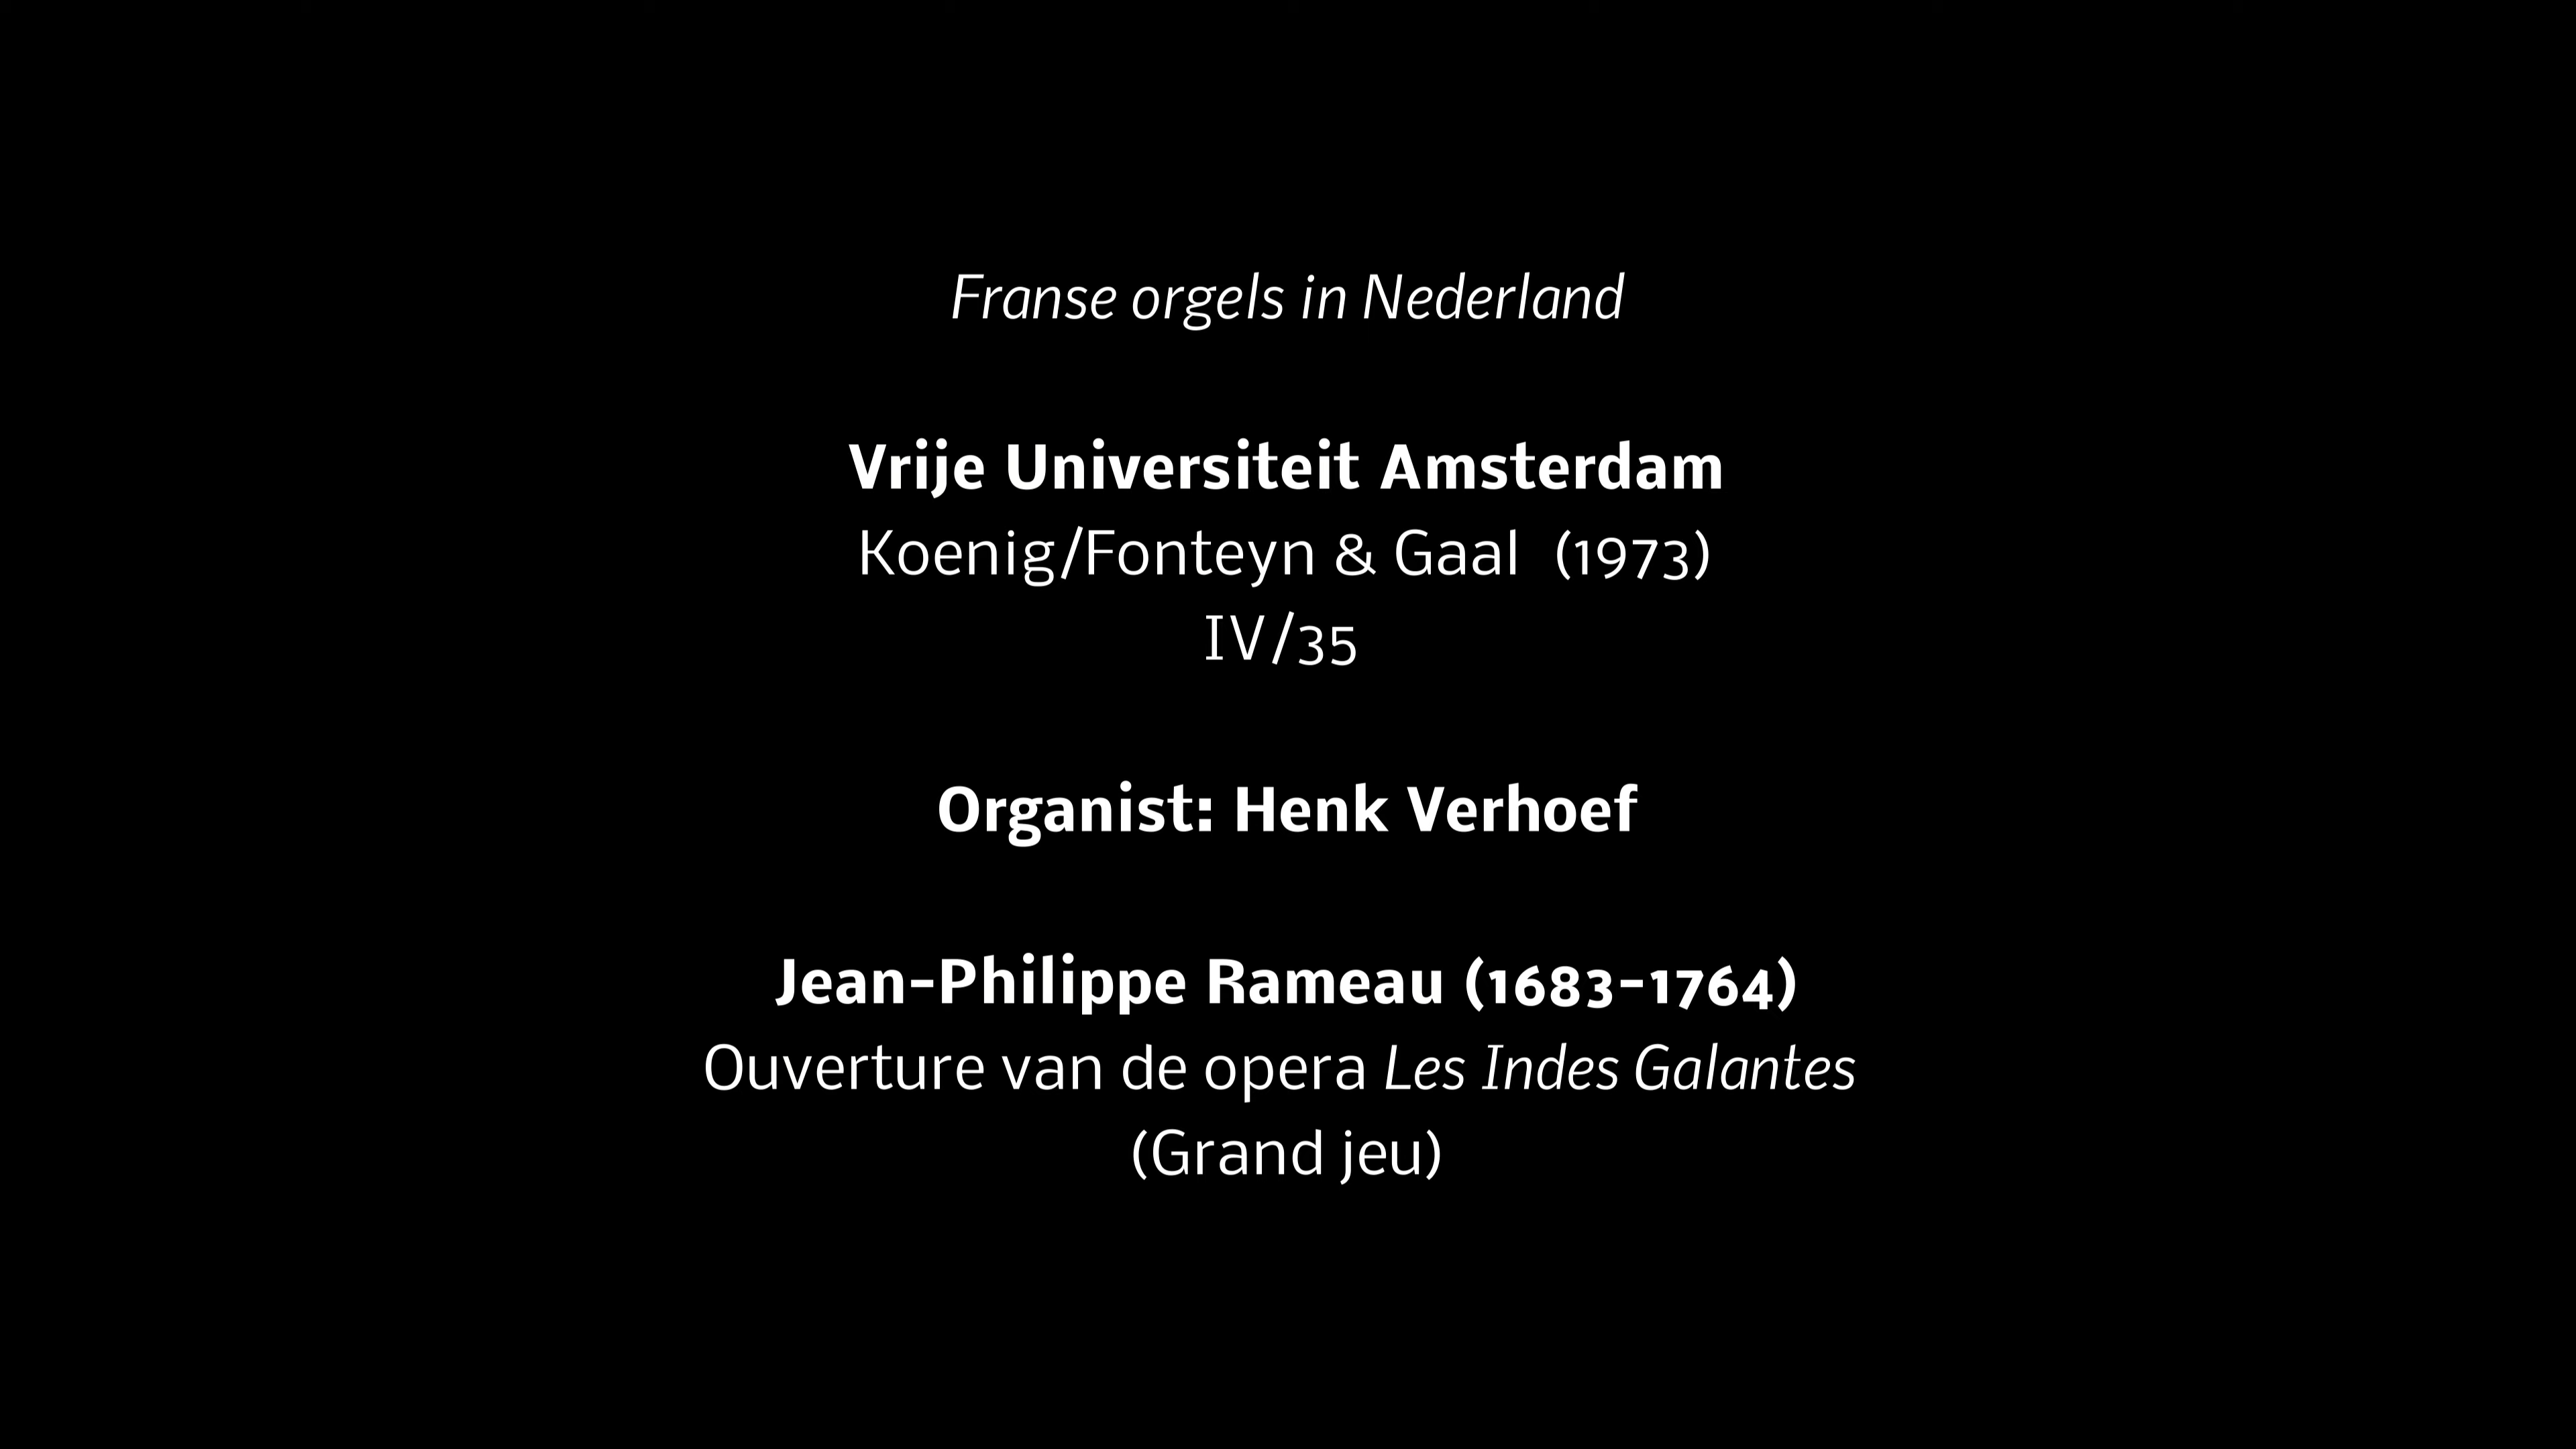 Franse orgels in Nederland
Vrije Universiteit Amsterdam
Koenig/Fonteyn & Gaal (1973)
IV/35
Organist: Henk Verhoef
Jean-Philippe Rameau (1683-1764)
Ouverture van de opera Les Indes Galantes
(Grand jeu)